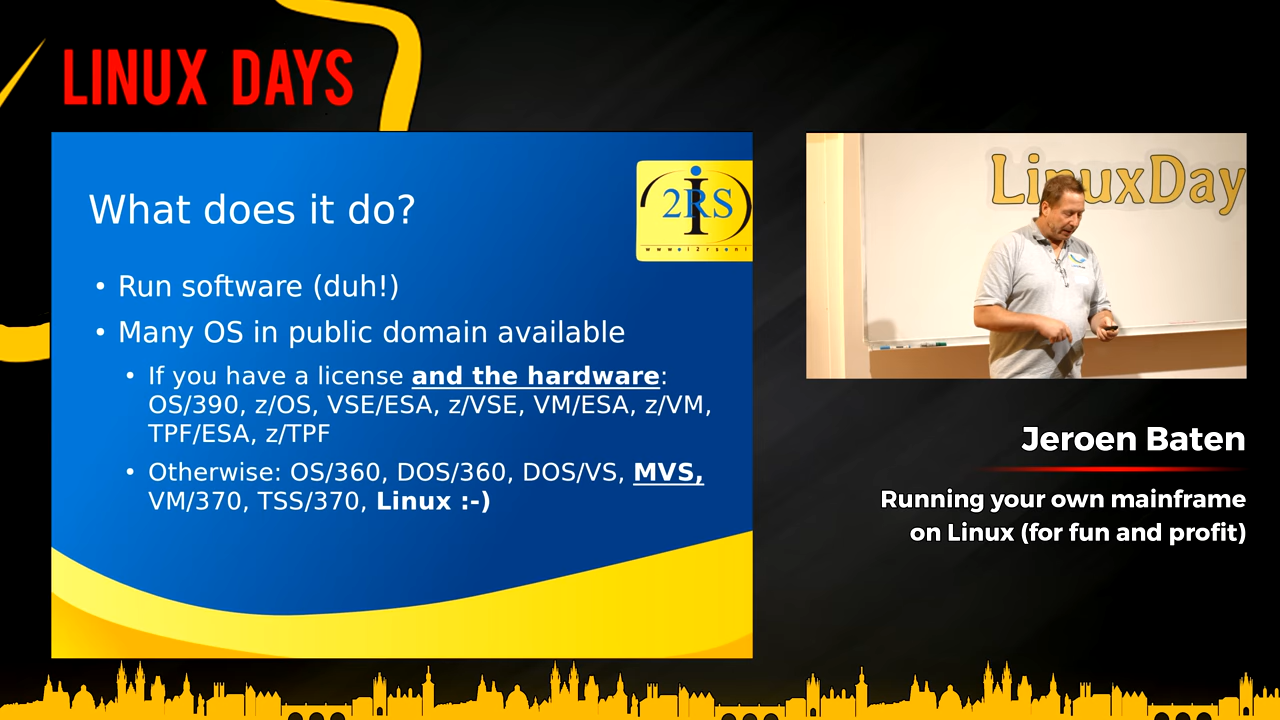 LINUX DAYS
What does it do?
i
2RS
www.i2rs.nl
• Run software (duh!)
• Many OS in public domain available
• If you have a license and the hardware:
OS/390, z/OS, VSE/ESA, z/VSE, VM/ESA, z/VM,
TPF/ESA, z/TPF
• Otherwise: OS/360, DOS/360, DOS/VS, MVS,
VM/370, TSS/370, Linux :-)
LinuxDay
Jeroen Baten
Running your own mainframe
on Linux (for fun and profit)